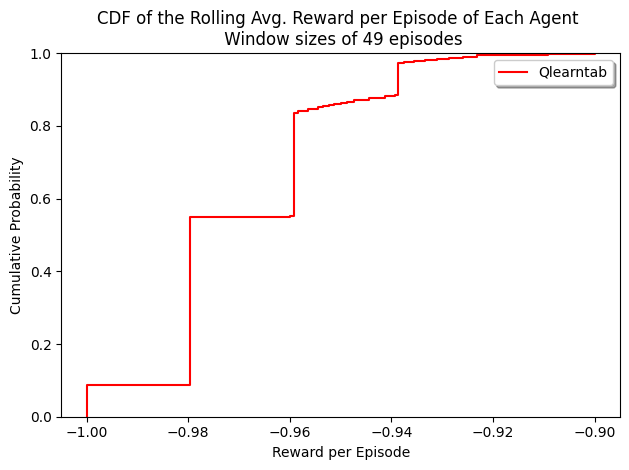 CDF of the Rolling Avg. Reward per Episode of Each Agent
Window sizes of 49 episodes
Qlearntab
1.0
0.8
0.6
0.4
0.2
0.0
Cumulative Probability
−1.00 −0.98 −0.96 −0.94 −0.92 −0.90
Reward per Episode